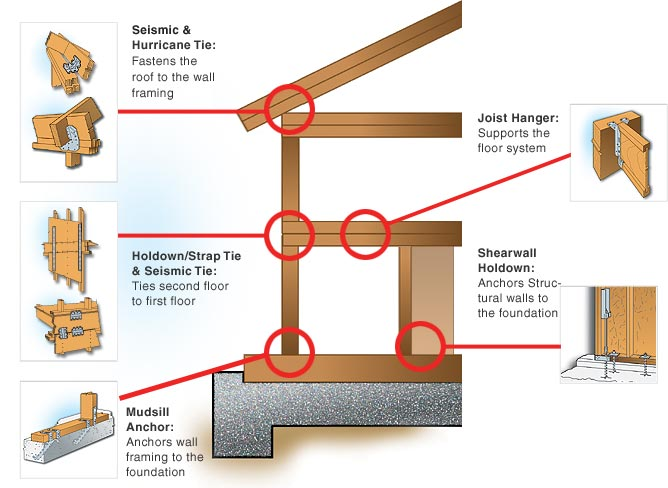 Seismic &
Hurricane Tie:
Fastens the
roof to the wall
framing
Joist Hanger:
Supports the
floor system
Holdown/Strap Tie
& Seismic Tie:
Ties second floor
to first floor
Shearwall
Holdown:
Anchors Struc-
tural walls to
the foundation
Mudsill
Anchor:
Anchors wall
framing to the
foundation